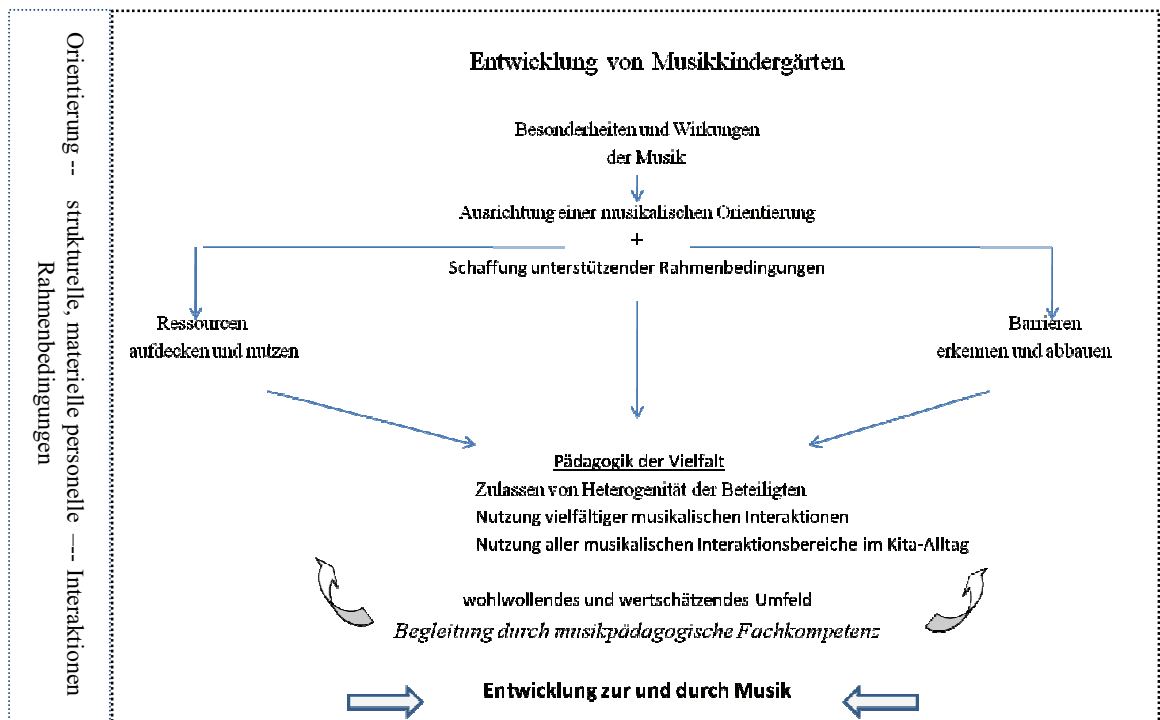 Orientierung -- strukturelle, materielle personelle --- Interaktionen
Rahmenbedingungen
Entwicklung von Musikkindergärten
Besonderheiten und Wirkungen
der Musik
Ausrichtung einer musikalischen Orientierung
+
Schaffung unterstützender Rahmenbedingungen
Ressourcen
aufdecken und nutzen
Barrieren
erkennen und abbauen
Pädagogik der Vielfalt
Zulassen von Heterogenität der Beteiligten
Nutzung vielfältiger musikalischen Interaktionen
Nutzung aller musikalischen Interaktionsbereiche im Kita-Alltag
wohlwollendes und wertschätzendes Umfeld
Begleitung durch musikpädagogische Fachkompetenz
Entwicklung zur und durch Musik